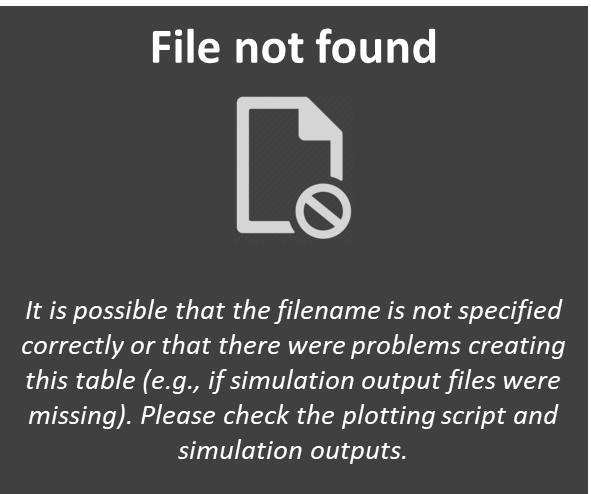 File not found
It is possible that the filename is not specified
correctly or that there were problems creating
this table (e.g., if simulation output files were
missing). Please check the plotting script and
simulation outputs.